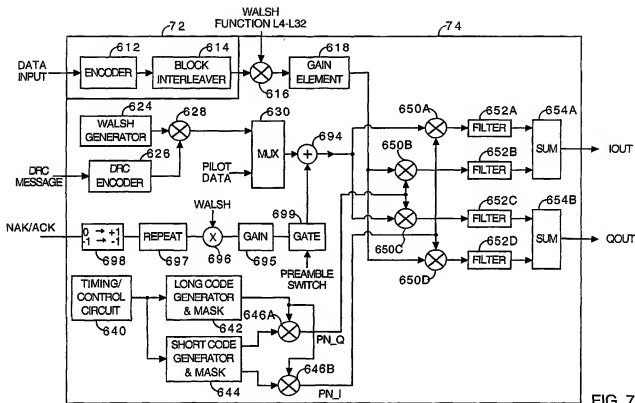 WALSH
FUNCTION L4-L32
72
74
612
614
618
DATA
INPUT
ENCODER
BLOCK
INTERLEAVER
616
GAIN
ELEMENT
624
628
630
650A
652A
654A
WALSH
GENERATOR
694
FILTER
SUM
IOUT
626
MUX
650B
652B
DRC
MESSAGE
DRC
ENCODER
PILOT
DATA
FILTER
652C
654B
WALSH
699
FILTER
SUM
QOUT
NAK/ACK
0 → +1
-1 → -1
REPEAT
X
GAIN
GATE
650C
652D
698
697
696
695
PREAMBLE
SWITCH
650D
FILTER
TIMING/
CONTROL
CIRCUIT
LONG CODE
GENERATOR
& MASK
646A
640
642
PN_Q
SHORT CODE
GENERATOR
& MASK
646B
644
PN_I
FIG. 7